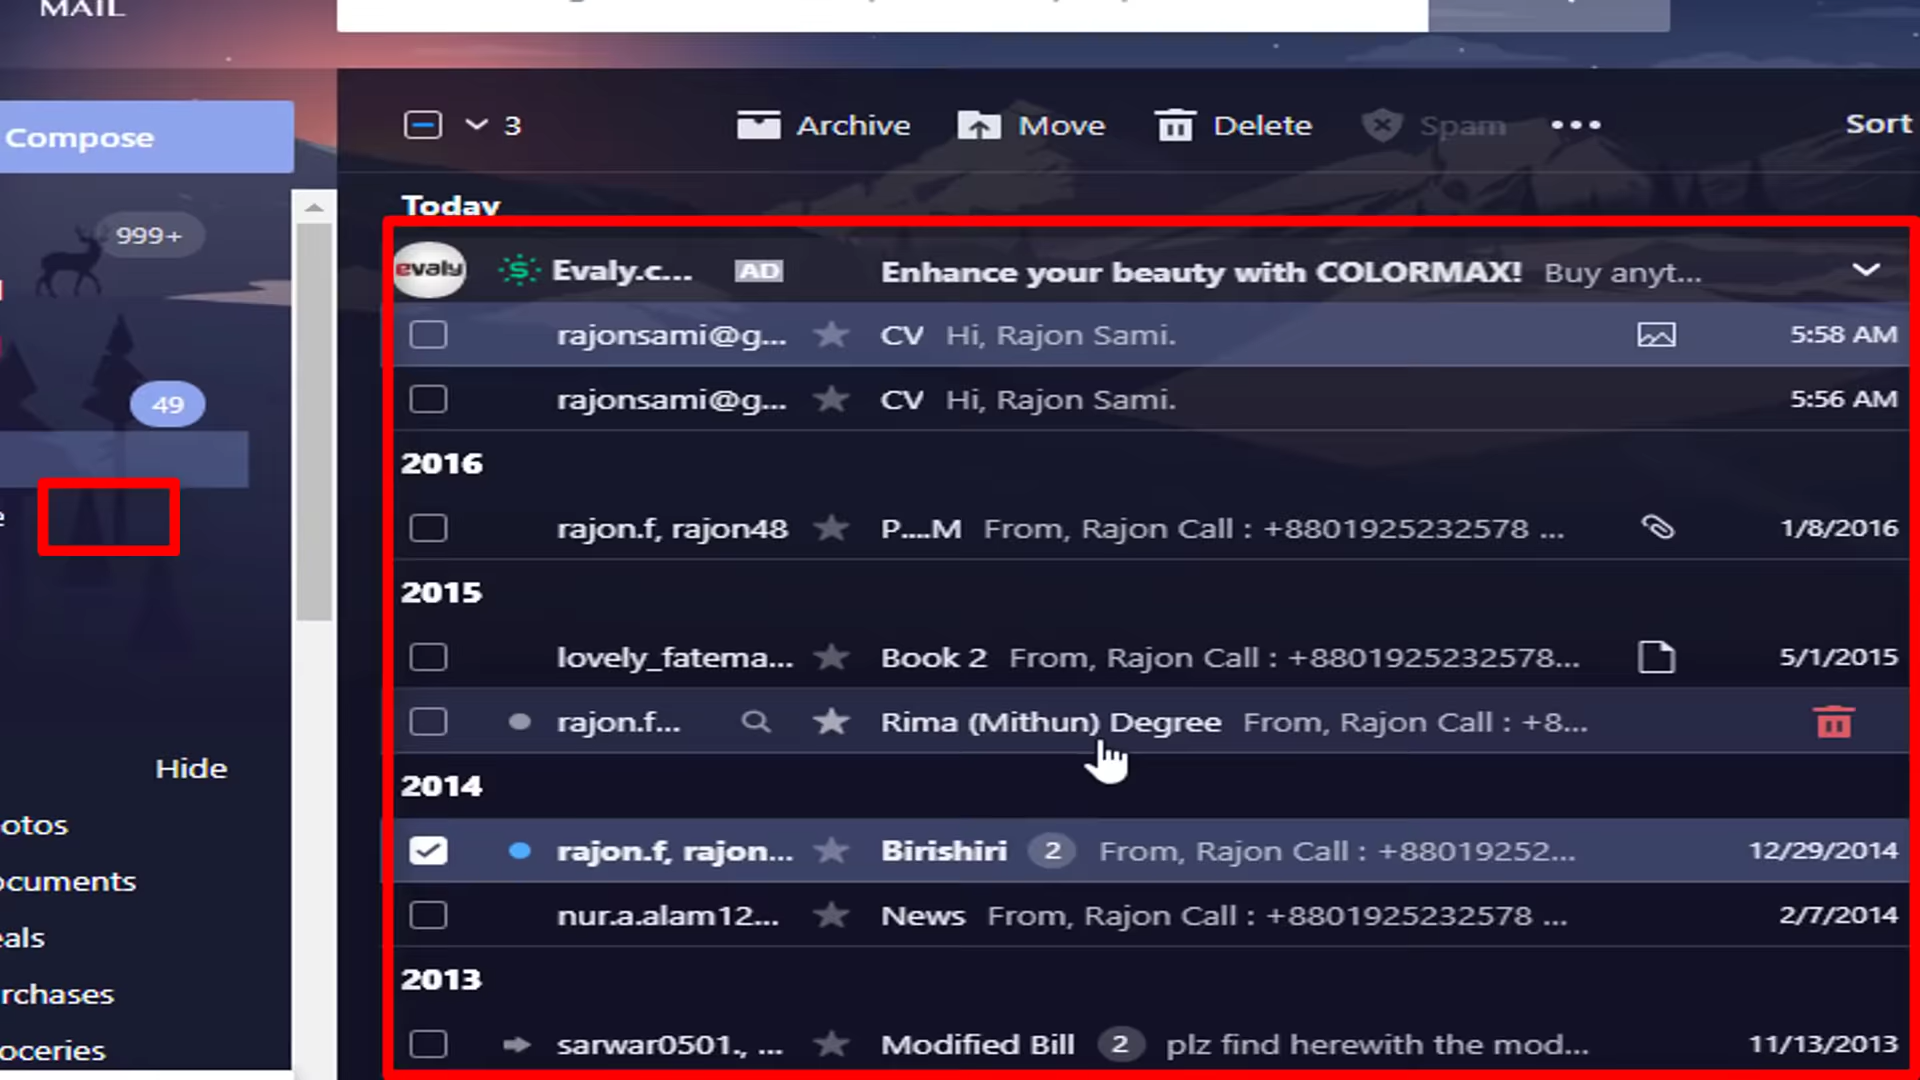 MAIL
Compose
3 Archive Move Delete Spam Sort
Today
999+
evaly Evaly.c... AD Enhance your beauty with COLORMAX! Buy anyt...
rajonsami@g... CV Hi, Rajon Sami. 5:58 AM
49
rajonsami@g... CV Hi, Rajon Sami. 5:56 AM
2016
e
rajon.f, rajon48 P....M From, Rajon Call : +8801925232578 ... 1/8/2016
2015
lovely_fatema... Book 2 From, Rajon Call : +8801925232578... 5/1/2015
rajon.f... Rima (Mithun) Degree From, Rajon Call : +8...
Hide
2014
otos
rajon.f, rajon... Birishiri 2 From, Rajon Call : +88019252... 12/29/2014
ocuments
nur.a.alam12... News From, Rajon Call : +8801925232578 ... 2/7/2014
eals
2013
rchases
sarwar0501., ... Modified Bill 2 plz find herewith the mod... 11/13/2013
oceries